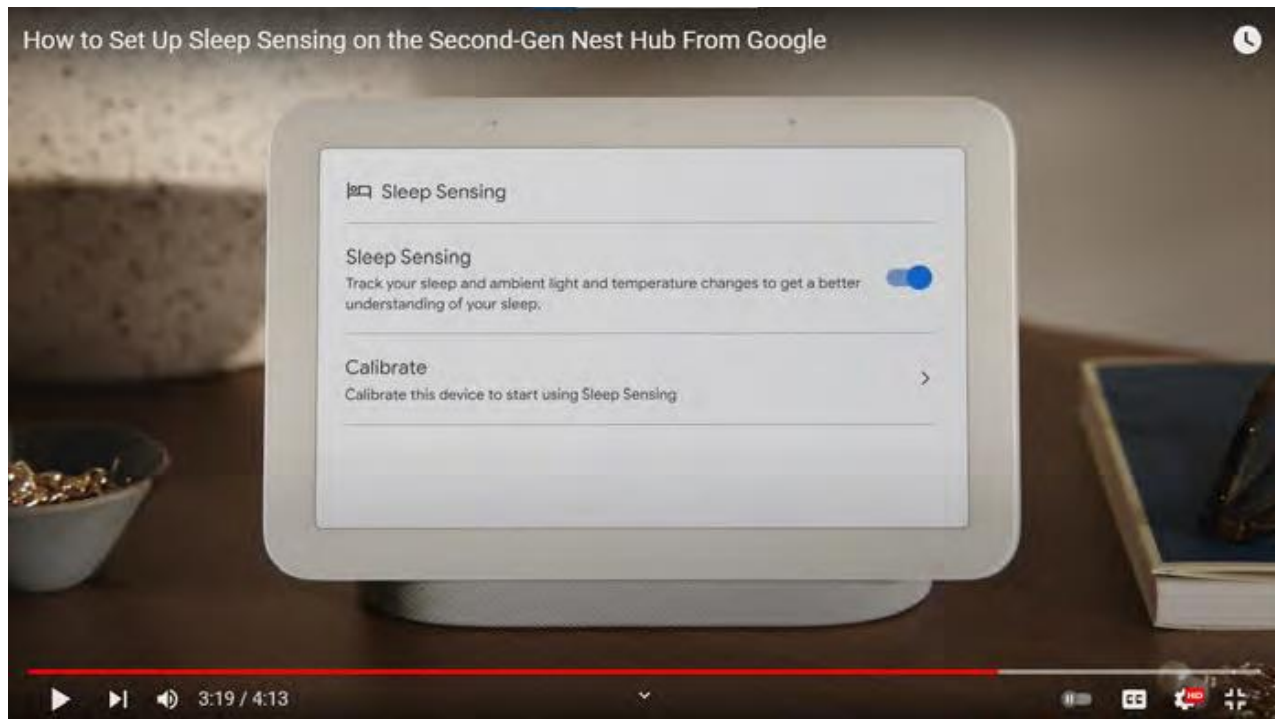 How to Set Up Sleep Sensing on the Second-Gen Nest Hub From Google
Sleep Sensing
Sleep Sensing
Track your sleep and ambient light and temperature changes to get a better
understanding of your sleep.
Calibrate
Calibrate this device to start using Sleep Sensing
3:19 / 4:13
CC
HD